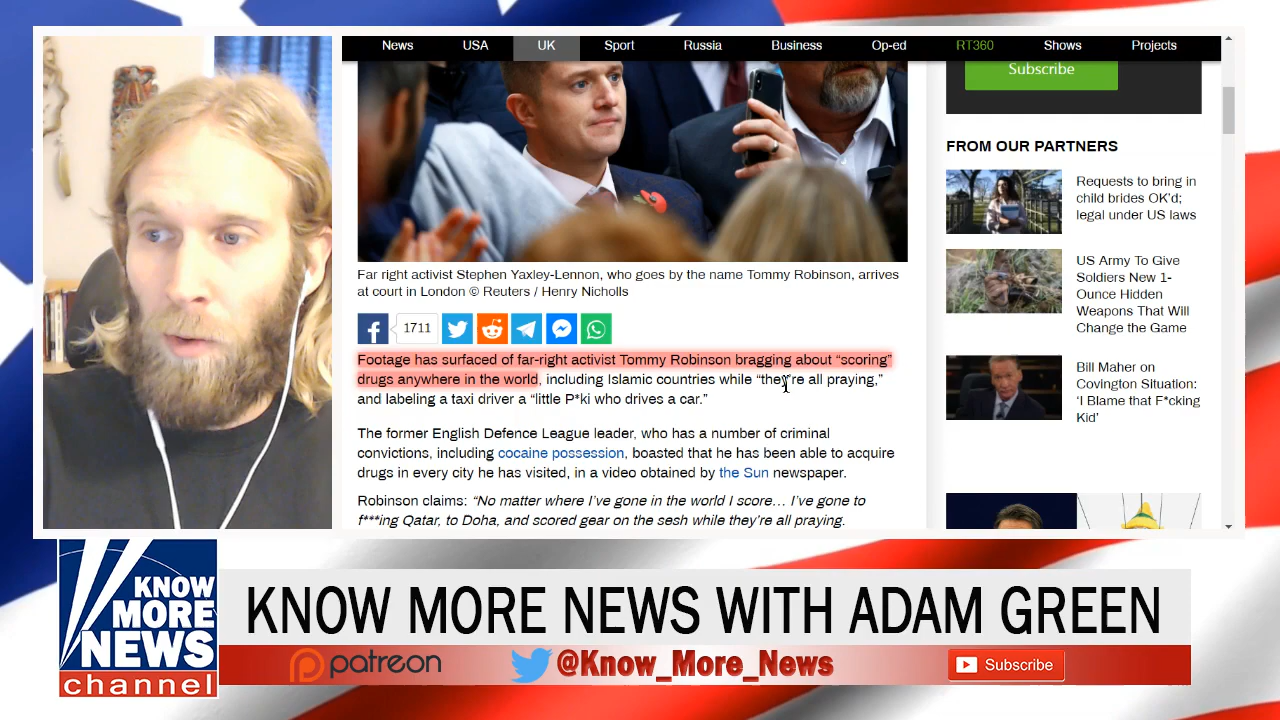 News USA UK Sport Russia Business Op-ed RT360 Shows Projects
Subscribe
Far right activist Stephen Yaxley-Lennon, who goes by the name Tommy Robinson, arrives
at court in London © Reuters / Henry Nicholls
f 1711
Footage has surfaced of far-right activist Tommy Robinson bragging about “scoring”
drugs anywhere in the world, including Islamic countries while “they’re all praying,”
and labeling a taxi driver a “little P*ki who drives a car.”
The former English Defence League leader, who has a number of criminal
convictions, including cocaine possession, boasted that he has been able to acquire
drugs in every city he has visited, in a video obtained by the Sun newspaper.
Robinson claims: “No matter where I’ve gone in the world I score… I’ve gone to
f***ing Qatar, to Doha, and scored gear on the sesh while they’re all praying.
FROM OUR PARTNERS
Requests to bring in
child brides OK’d;
legal under US laws
US Army To Give
Soldiers New 1-
Ounce Hidden
Weapons That Will
Change the Game
Bill Maher on
Covington Situation:
‘I Blame that F*cking
Kid’
KNOW
MORE
NEWS
channel
KNOW MORE NEWS WITH ADAM GREEN
patreon @Know_More_News Subscribe